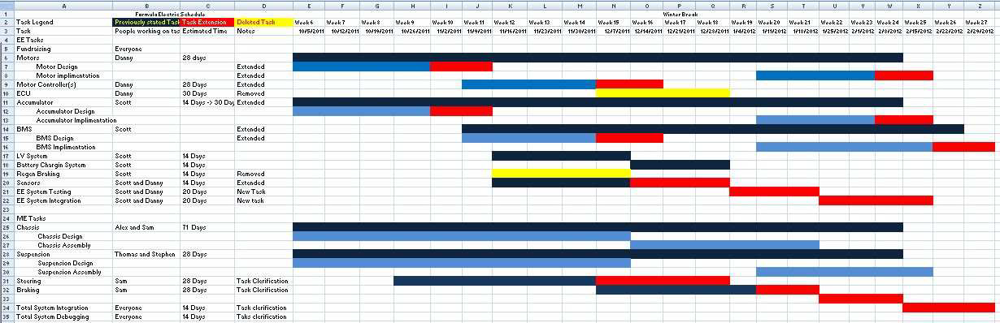 A B C D E F G H I J K L M N O P Q R S T U V W X Y Z
1 Formula Electric Schedule Winter Break
2 Task Legend Previously stated Task Task Extension Deleted Task Week 6 Week 7 Week 8 Week 9 Week 10 Week 11 Week 12 Week 13 Week 14 Week 15 Week 16 Week 17 Week 18 Week 19 Week 20 Week 21 Week 22 Week 23 Week 24 Week 25 Week 26 Week 27
3 Task People working on tas Estimated Time Notes 10/5/2011 10/12/2011 10/19/2011 10/26/2011 11/2/2011 11/9/2011 11/16/2011 11/23/2011 11/30/2011 12/7/2011 12/14/2011 12/21/2011 12/28/2011 1/4/2012 1/11/2012 1/18/2012 1/25/2012 2/1/2012 2/8/2012 2/15/2012 2/22/2012 2/29/2012
4 EE Tasks
5 Fundraising Everyone
6 Motors Danny 28 days
7 Motor Design Extended
8 Motor implimentation Extended
9 Motor Controller(s) Danny 28 Days Extended
10 ECU Danny 30 Days Removed
11 Accumulator Scott 14 Days -> 30 Day Extended
12 Accumulator Design
13 Accumulator Implimentation
14 BMS Scott Extended
15 BMS Design Extended
16 BMS Implimentation
17 LV System Scott 14 Days
18 Battery Chargin System Scott 14 Days
19 Regen Braking Scott 14 Days Removed
20 Sensors Scott and Danny 14 Days Extended
21 EE System Testing Scott and Danny 20 Days New Task
22 EE System Integration Scott and Danny 20 Days New task
23
24 ME Tasks
25 Chassis Alex and Sam 71 Days
26 Chassis Design
27 Chassis Assembly
28 Suspension Thomas and Stephen 28 Days
29 Suspension Design
30 Suspension Assembly
31 Steering Sam 28 Days Task Clerification
32 Braking Sam 28 Days Task Clerification
33
34 Total System Integration Everyone 14 Days Task clerification
35 Total System Debugging Everyone 14 Days Taks clerification